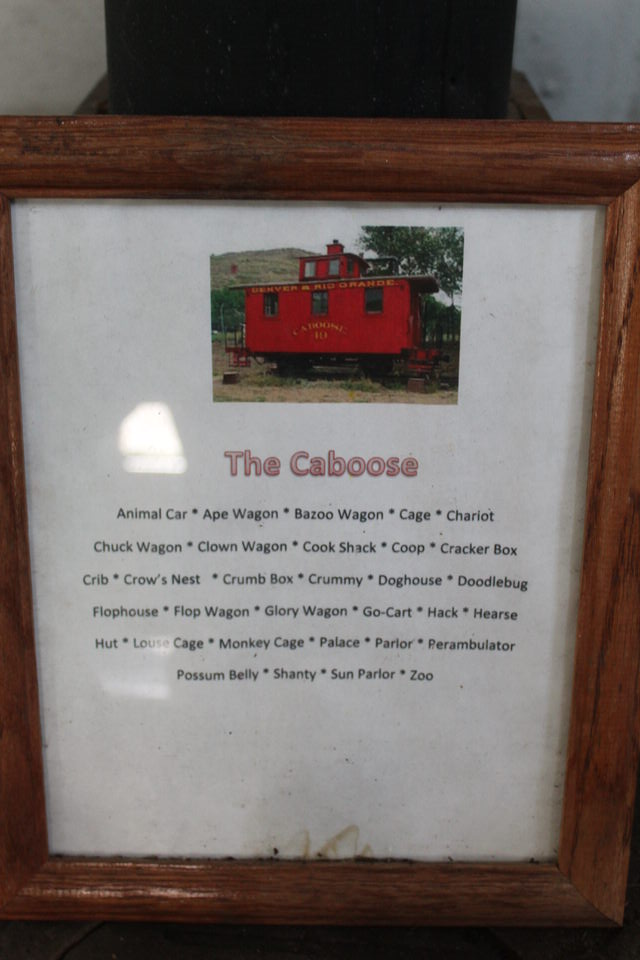 DENVER & RIO GRANDE.
CABOOSE
49
The Caboose
Animal Car * Ape Wagon * Bazoo Wagon * Cage * Chariot
Chuck Wagon * Clown Wagon * Cook Shack * Coop * Cracker Box
Crib * Crow's Nest * Crumb Box * Crummy * Doghouse * Doodlebug
Flophouse * Flop Wagon * Glory Wagon * Go-Cart * Hack * Hearse
Hut * Louse Cage * Monkey Cage * Palace * Parlor * Perambulator
Possum Belly * Shanty * Sun Parlor * Zoo